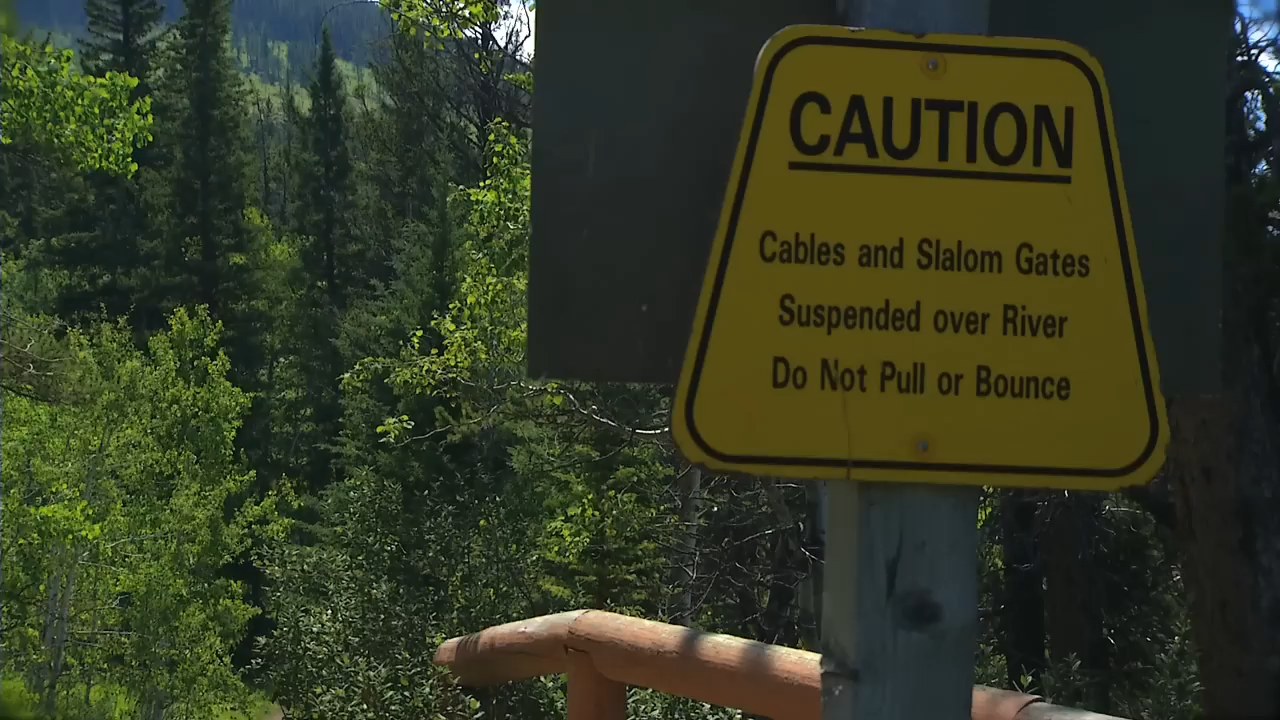 CAUTION
Cables and Slalom Gates
Suspended over River
Do Not Pull or Bounce